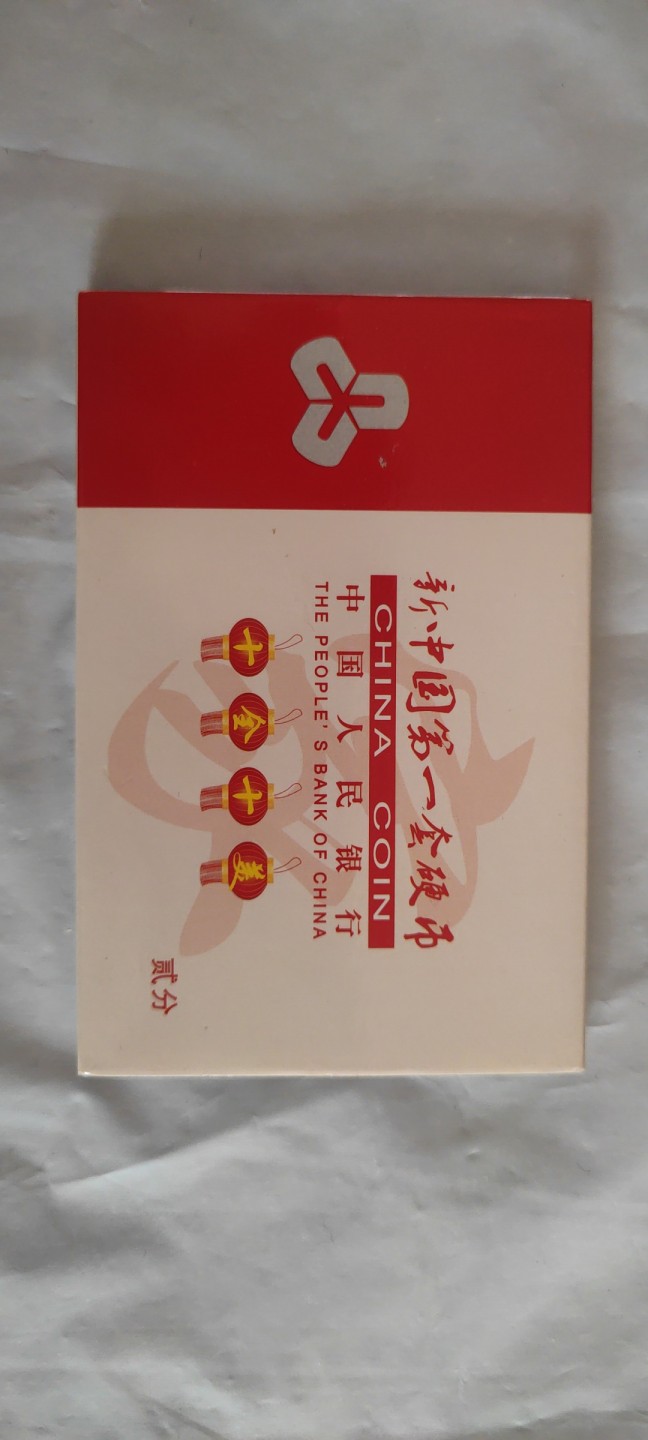 新中国第一套硬币
CHINA COIN
中国人民银行
THE PEOPLE'S BANK OF CHINA
十全十美
贰分